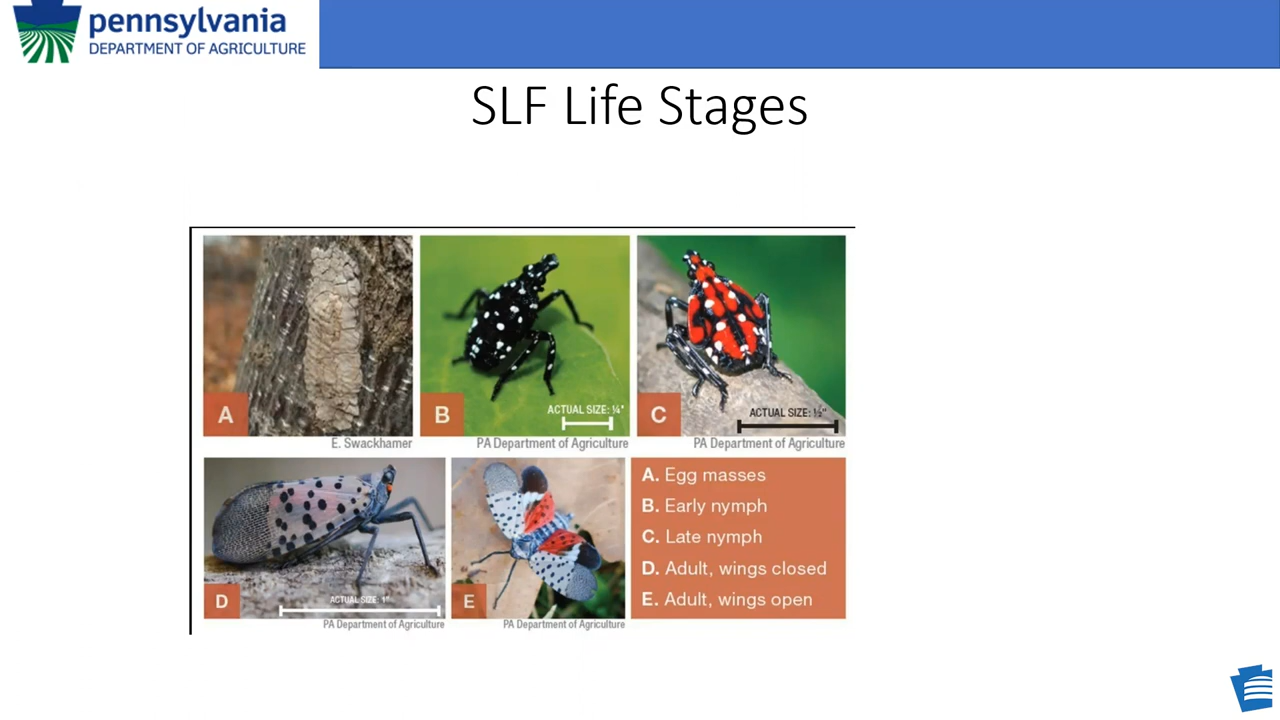 pennsylvania
DEPARTMENT OF AGRICULTURE
SLF Life Stages
A
B
ACTUAL SIZE: ¼"
C
ACTUAL SIZE: ½"
E. Swackhamer
PA Department of Agriculture
PA Department of Agriculture
D
ACTUAL SIZE: 1"
E
PA Department of Agriculture
PA Department of Agriculture
A. Egg masses
B. Early nymph
C. Late nymph
D. Adult, wings closed
E. Adult, wings open